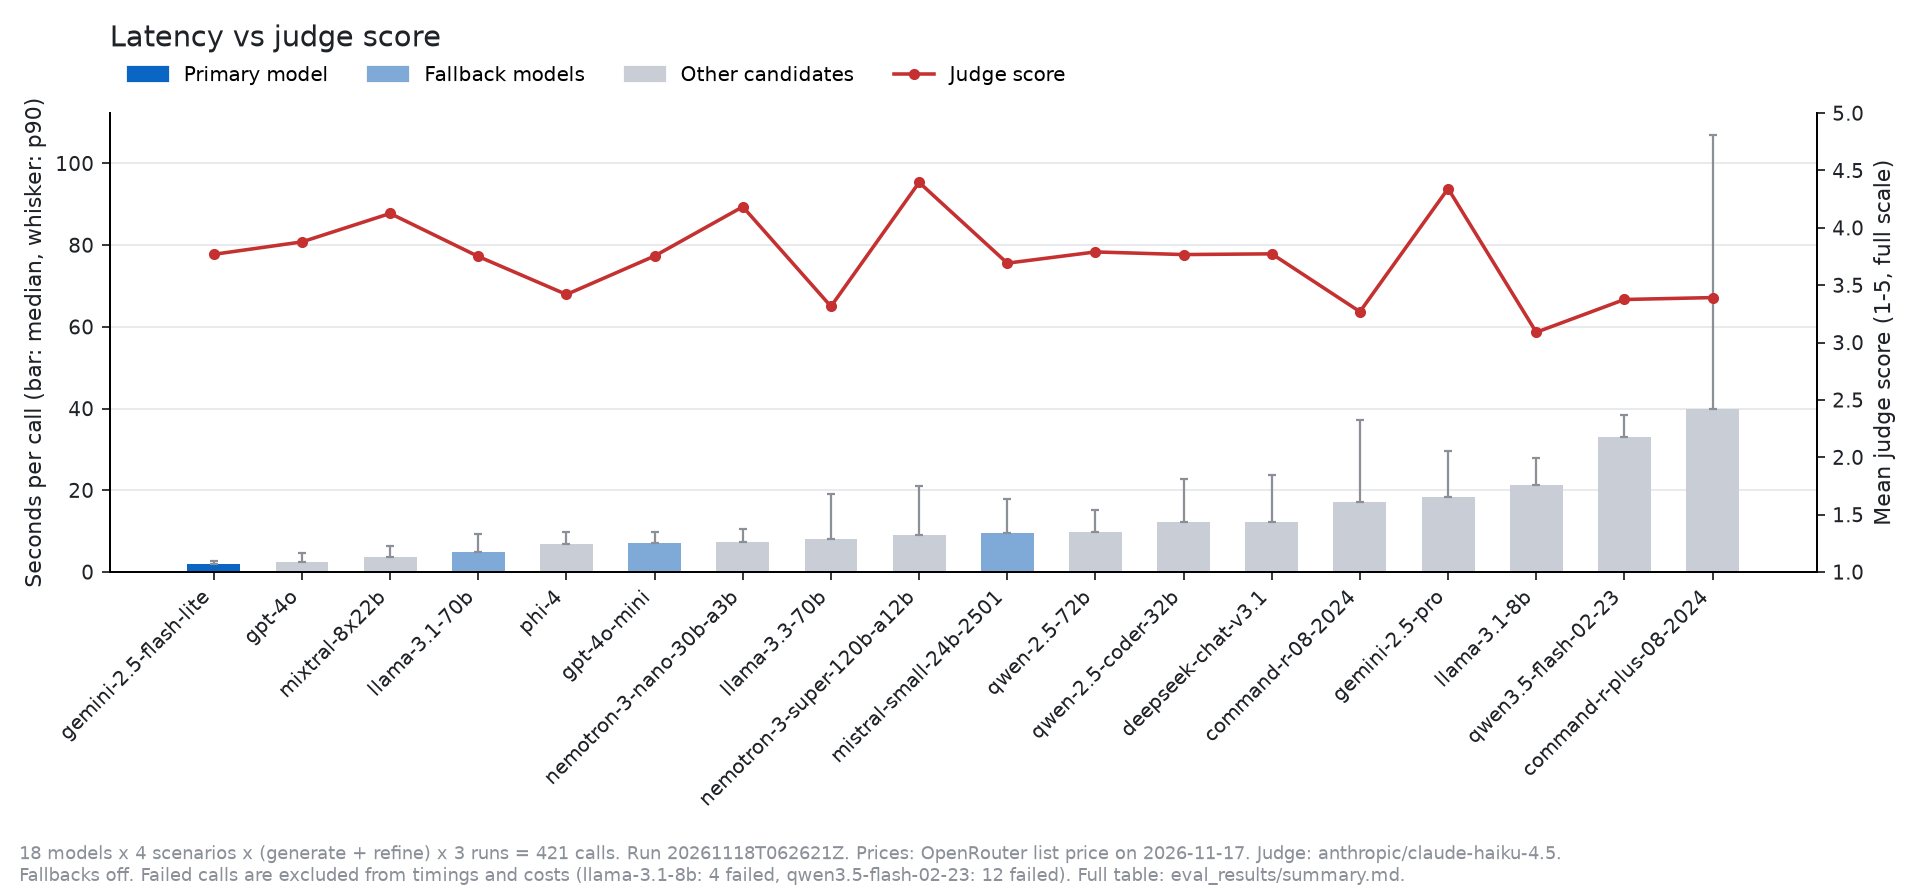 Latency vs judge score
Primary model
Fallback models
Other candidates
Judge score
Seconds per call (bar: median, whisker: p90)
100
80
60
40
20
0
5.0
4.5
4.0
3.5
3.0
2.5
2.0
1.5
1.0
Mean judge score (1-5, full scale)
gemini-2.5-flash-lite
gpt-4o
mixtral-8x22b
llama-3.1-70b
phi-4
gpt-4o-mini
nemotron-3-nano-30b-a3b
llama-3.3-70b
nemotron-3-super-120b-a12b
mistral-small-24b-2501
qwen-2.5-72b
qwen-2.5-coder-32b
deepseek-chat-v3.1
command-r-08-2024
gemini-2.5-pro
llama-3.1-8b
qwen3.5-flash-02-23
command-r-plus-08-2024
18 models x 4 scenarios x (generate + refine) x 3 runs = 421 calls. Run 20261118T062621Z. Prices: OpenRouter list price on 2026-11-17. Judge: anthropic/claude-haiku-4.5.
Fallbacks off. Failed calls are excluded from timings and costs (llama-3.1-8b: 4 failed, qwen3.5-flash-02-23: 12 failed). Full table: eval_results/summary.md.